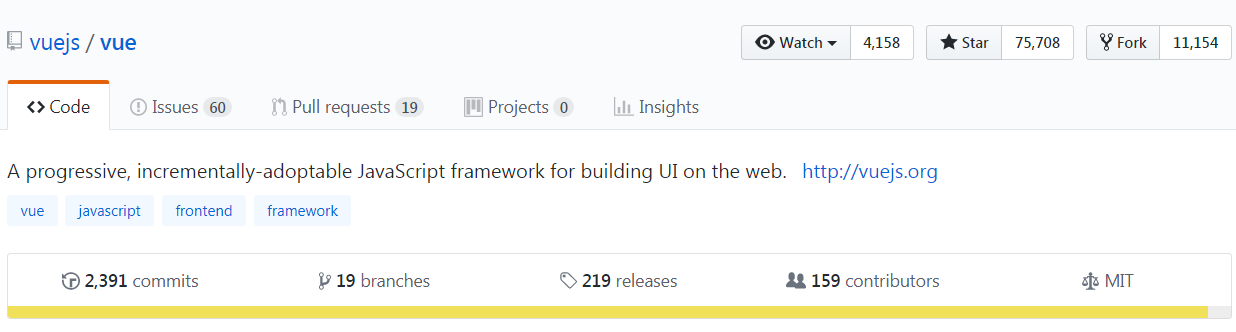 vuejs / vue Watch 4,158 Star 75,708 Fork 11,154
Code Issues 60 Pull requests 19 Projects 0 Insights
A progressive, incrementally-adoptable JavaScript framework for building UI on the web. http://vuejs.org
vue javascript frontend framework
2,391 commits 19 branches 219 releases 159 contributors MIT